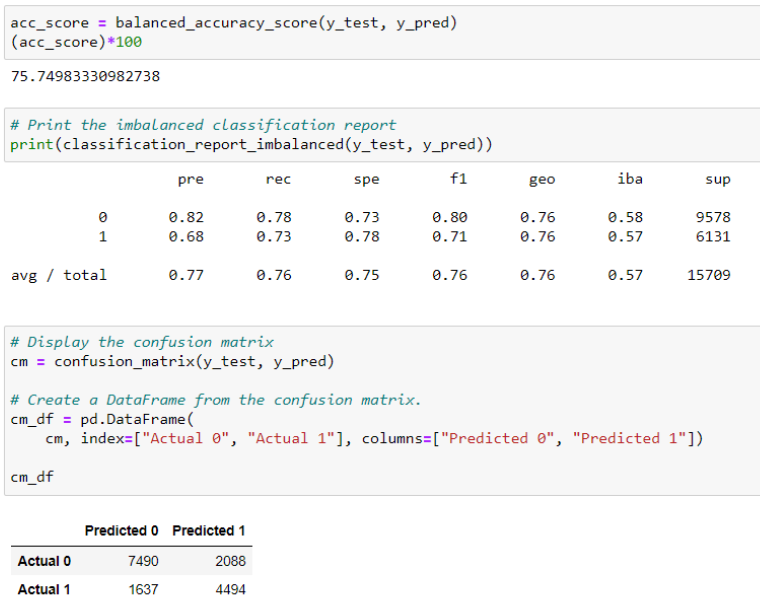 acc_score = balanced_accuracy_score(y_test, y_pred)
(acc_score)*100
75.74983330982738
# Print the imbalanced classification report
print(classification_report_imbalanced(y_test, y_pred))
pre rec spe f1 geo iba sup
0 0.82 0.78 0.73 0.80 0.76 0.58 9578
1 0.68 0.73 0.78 0.71 0.76 0.57 6131
avg / total 0.77 0.76 0.75 0.76 0.76 0.57 15709
# Display the confusion matrix
cm = confusion_matrix(y_test, y_pred)
# Create a DataFrame from the confusion matrix.
cm_df = pd.DataFrame(
cm, index=["Actual 0", "Actual 1"], columns=["Predicted 0", "Predicted 1"])
cm_df
Predicted 0 Predicted 1
Actual 0 7490 2088
Actual 1 1637 4494